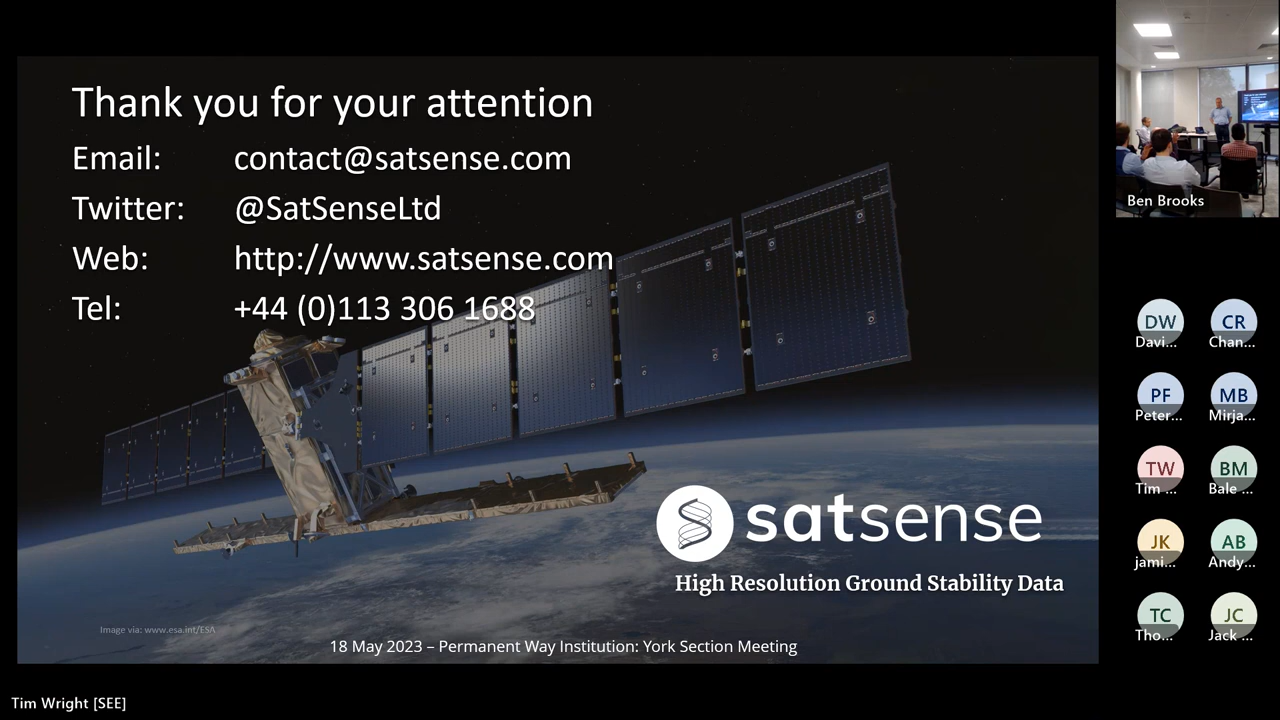 Thank you for your attention
Email: contact@satsense.com
Twitter: @SatSenseLtd
Web: http://www.satsense.com
Tel: +44 (0)113 306 1688
satsense
High Resolution Ground Stability Data
Image via: www.esa.int/ESA
18 May 2023 – Permanent Way Institution: York Section Meeting
Tim Wright [SEE]
Ben Brooks
DW CR
Davi... Chan...
PF MB
Peter... Mirja...
TW BM
Tim ... Bale ...
JK AB
jami... Andy...
TC JC
Tho... Jack ...